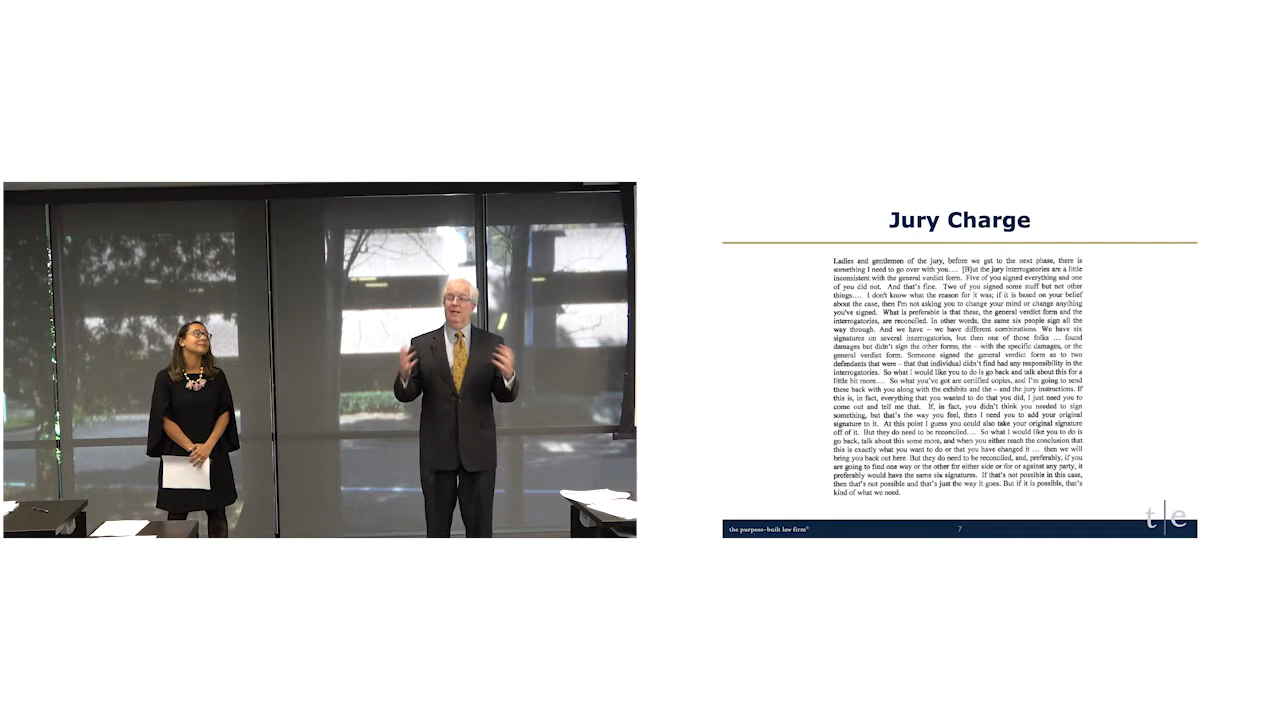 Jury Charge
Ladies and gentlemen of the jury, before we get to the next phase, there is
something I need to go over with you…. [B]ut the jury interrogatories are a little
inconsistent with the general verdict form. Five of you signed everything and one
of you did not. And that's fine. Two of you signed some stuff but not other
things…. I don't know what the reason for it was; if it is based on your belief
about the case, then I'm not asking you to change your mind or change anything
you've signed. What is preferable is that these, the general verdict form and the
interrogatories, are reconciled. In other words, the same six people sign all the
way through. And we have – we have different combinations. We have six
signatures on several interrogatories, but then one of those folks … found
damages but didn't sign the other forms, the – with the specific damages, or the
general verdict form. Someone signed the general verdict form as to two
defendants that were – that that individual didn't find had any responsibility in the
interrogatories. So what I would like you to do is go back and talk about this for a
little bit more…. So what you've got are certified copies, and I'm going to send
these back with you along with the exhibits and the – and the jury instructions. If
this is, in fact, everything that you wanted to do that you did, I just need you to
come out and tell me that. If, in fact, you didn't think you needed to sign
something, but that's the way you feel, then I need you to add your original
signature to it. At this point I guess you could also take your original signature
off of it. But they do need to be reconciled…. So what I would like you to do is
go back, talk about this some more, and when you either reach the conclusion that
this is exactly what you want to do or that you have changed it … then we will
bring you back out here. But they do need to be reconciled, and, preferably, if you
are going to find one way or the other for either side or for or against any party, it
preferably would have the same six signatures. If that's not possible in this case,
then that's not possible and that's just the way it goes. But if it is possible, that's
kind of what we need.
the purpose-built law firm®
7
t|e